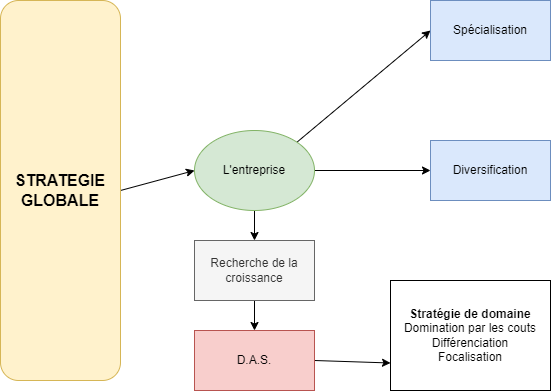 STRATEGIE
GLOBALE
L'entreprise
Spécialisation
Diversification
Recherche de la
croissance
D.A.S.
Stratégie de domaine
Domination par les couts
Différenciation
Focalisation